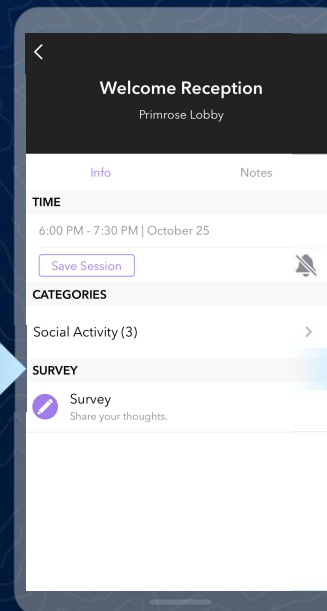 Welcome Reception
Primrose Lobby
Info Notes
TIME
6:00 PM - 7:30 PM | October 25
Save Session
CATEGORIES
Social Activity (3)
SURVEY
Survey
Share your thoughts.